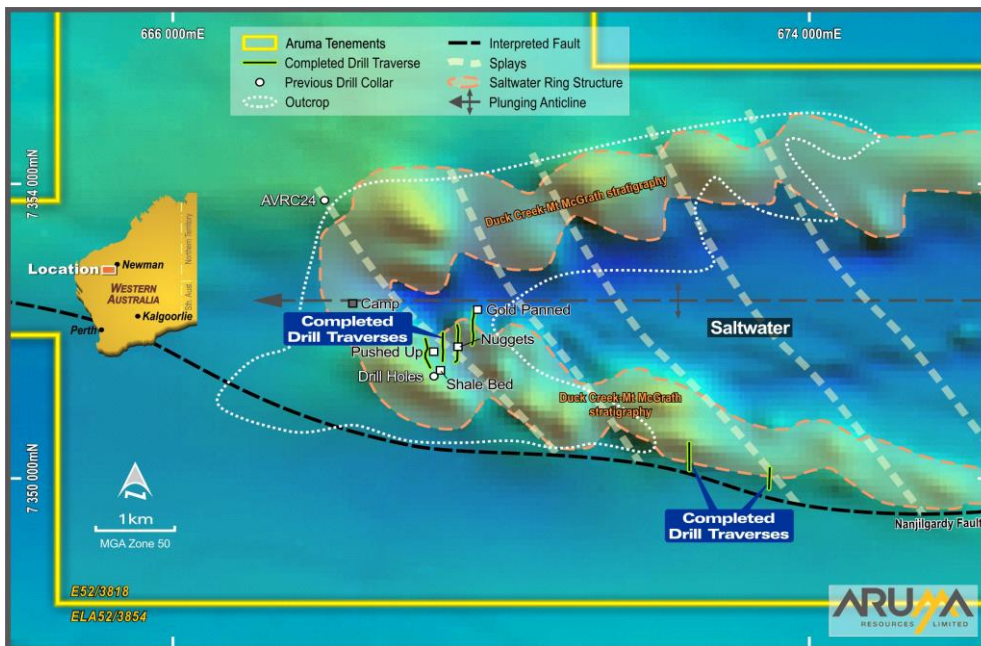 666 000mE
674 000mE
Aruma Tenements
Completed Drill Traverse
Previous Drill Collar
Outcrop
Interpreted Fault
Splays
Saltwater Ring Structure
Plunging Anticline
7 354 000mN
AVRC24
Duck Creek-Mt McGrath stratigraphy
Northern Territory
Sth. Aust
Location
Newman
WESTERN
AUSTRALIA
Kalgoorlie
Perth
Camp
Gold Panned
Completed
Drill Traverses
Nuggets
Pushed Up
Drill Holes
Shale Bed
Saltwater
Duck Creek-Mt McGrath
stratigraphy
7 350 000mN
N
1km
MGA Zone 50
Completed
Drill Traverses
Nanjilgardy Fault
E52/3818
ELA52/3854
ARUMA
RESOURCES LIMITED